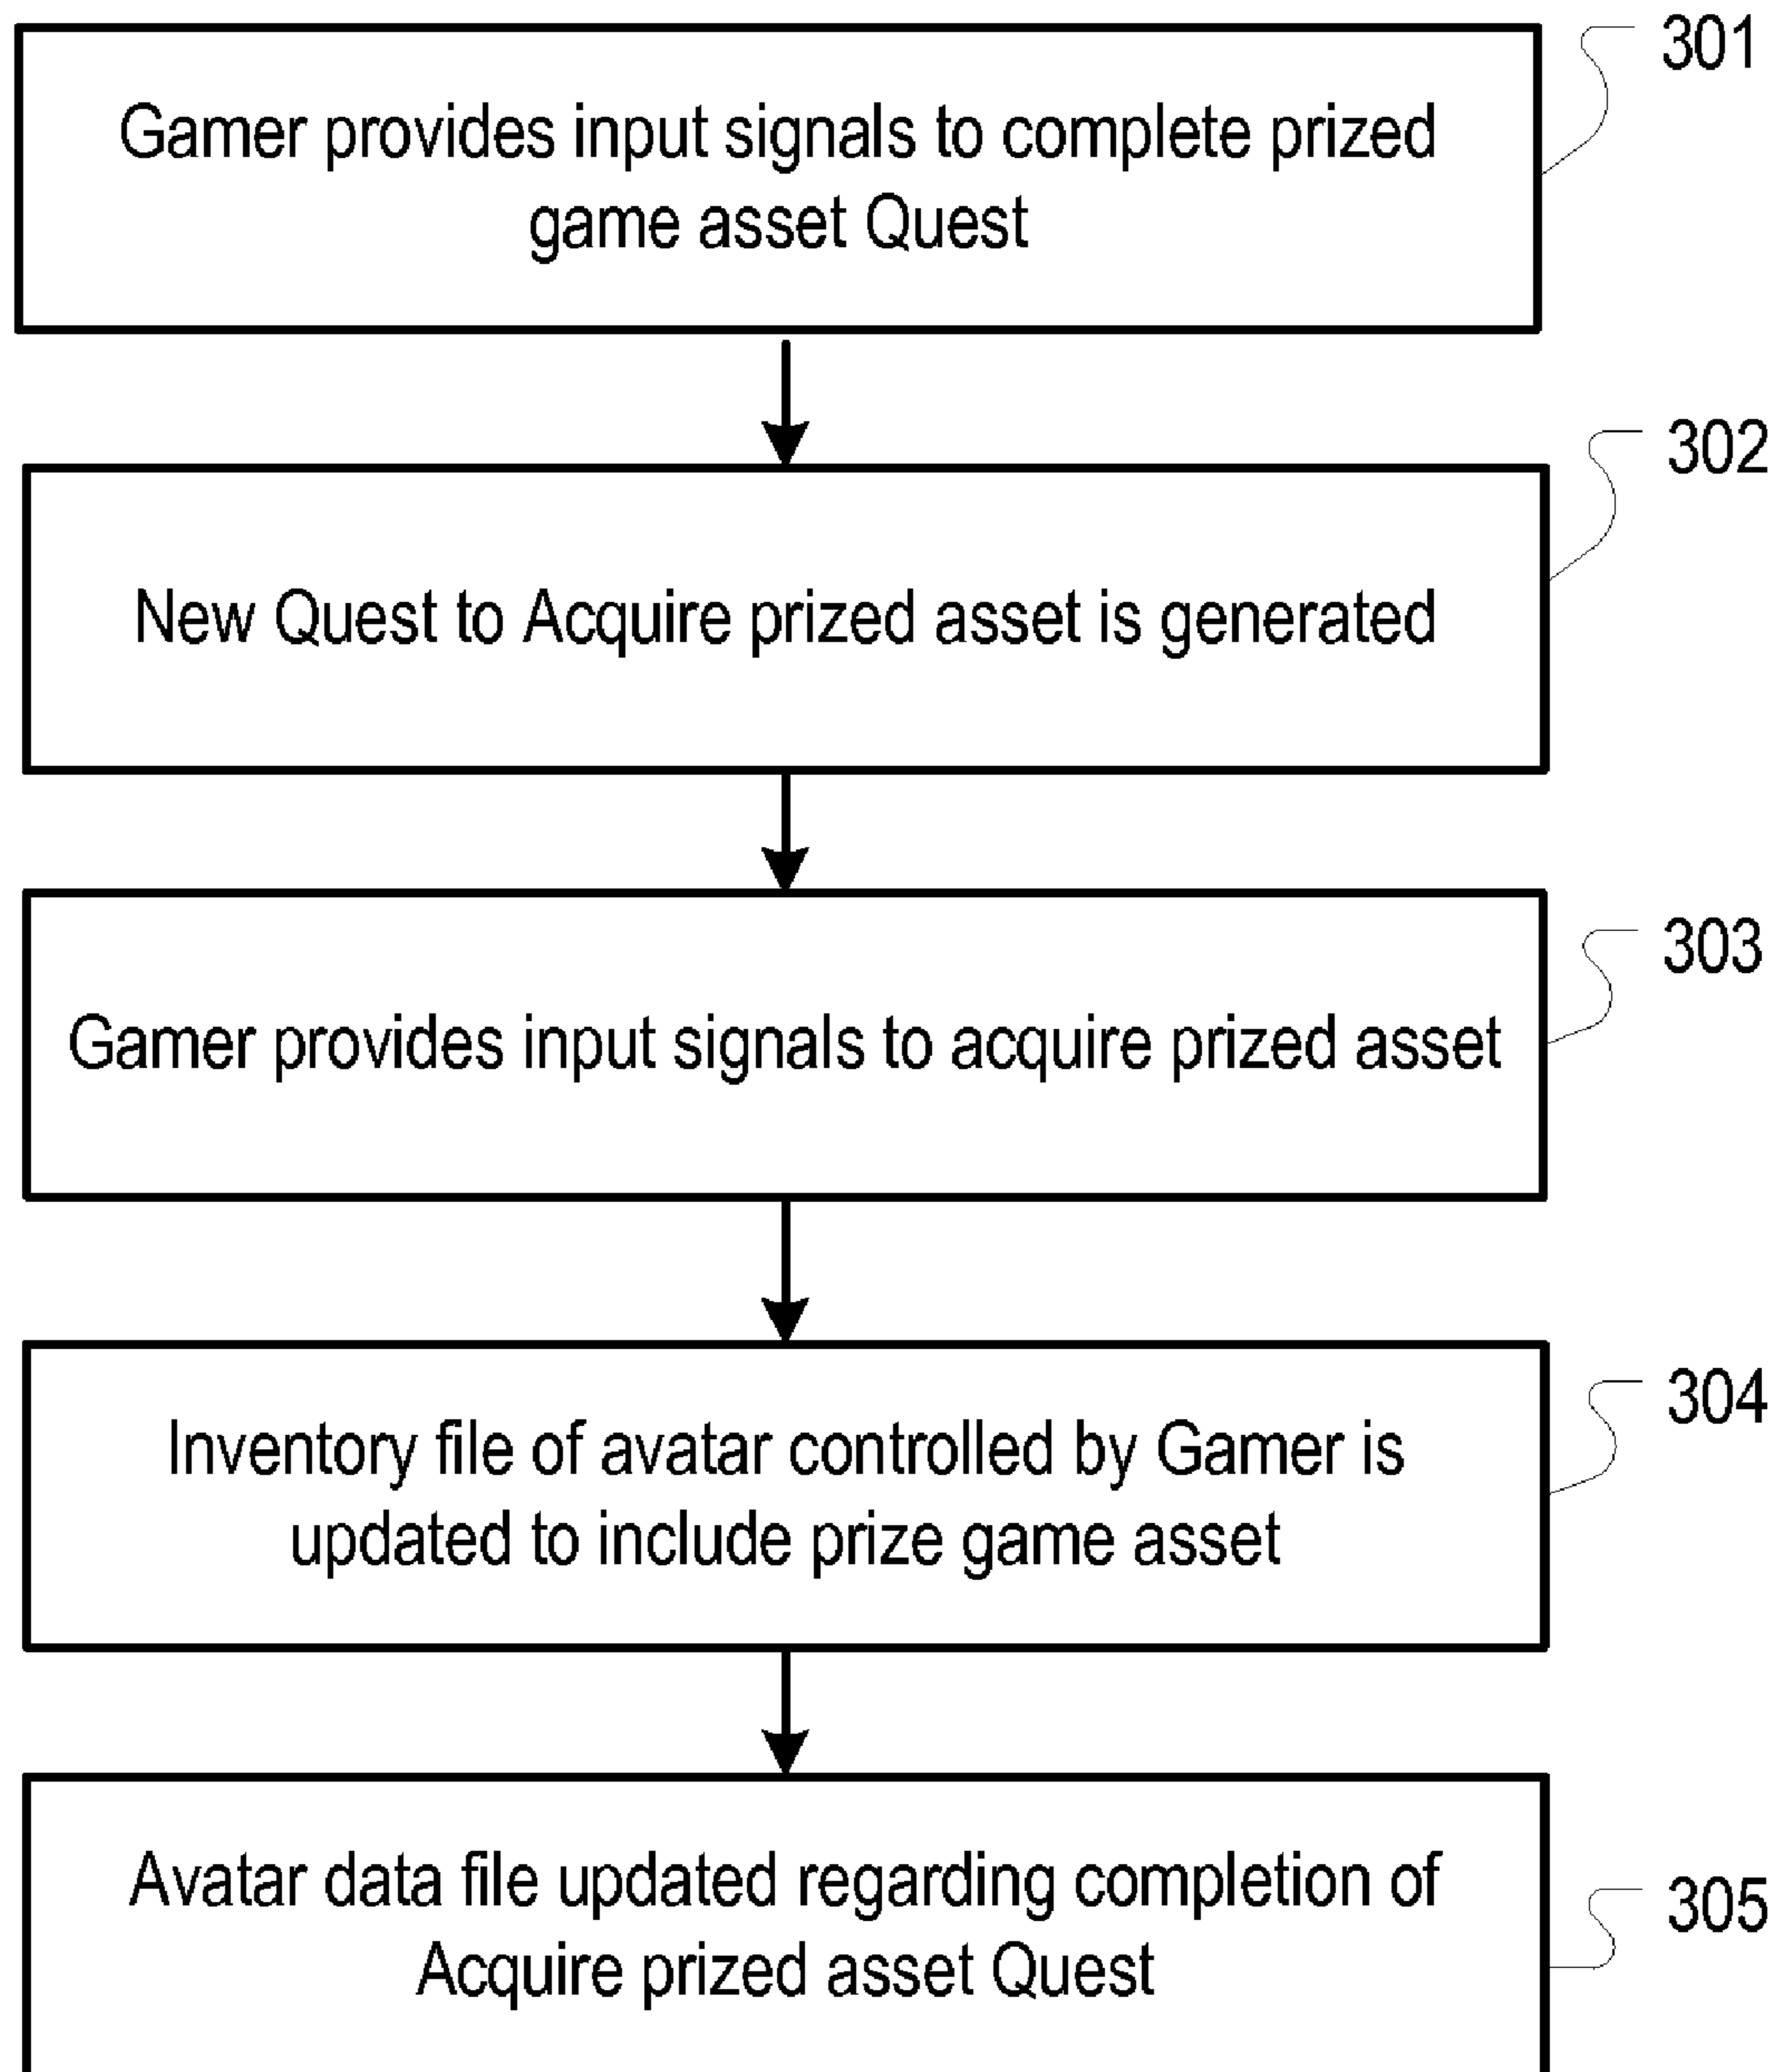 301
Gamer provides input signals to complete prized
game asset Quest
302
New Quest to Acquire prized asset is generated
303
Gamer provides input signals to acquire prized asset
304
Inventory file of avatar controlled by Gamer is
updated to include prize game asset
305
Avatar data file updated regarding completion of
Acquire prized asset Quest